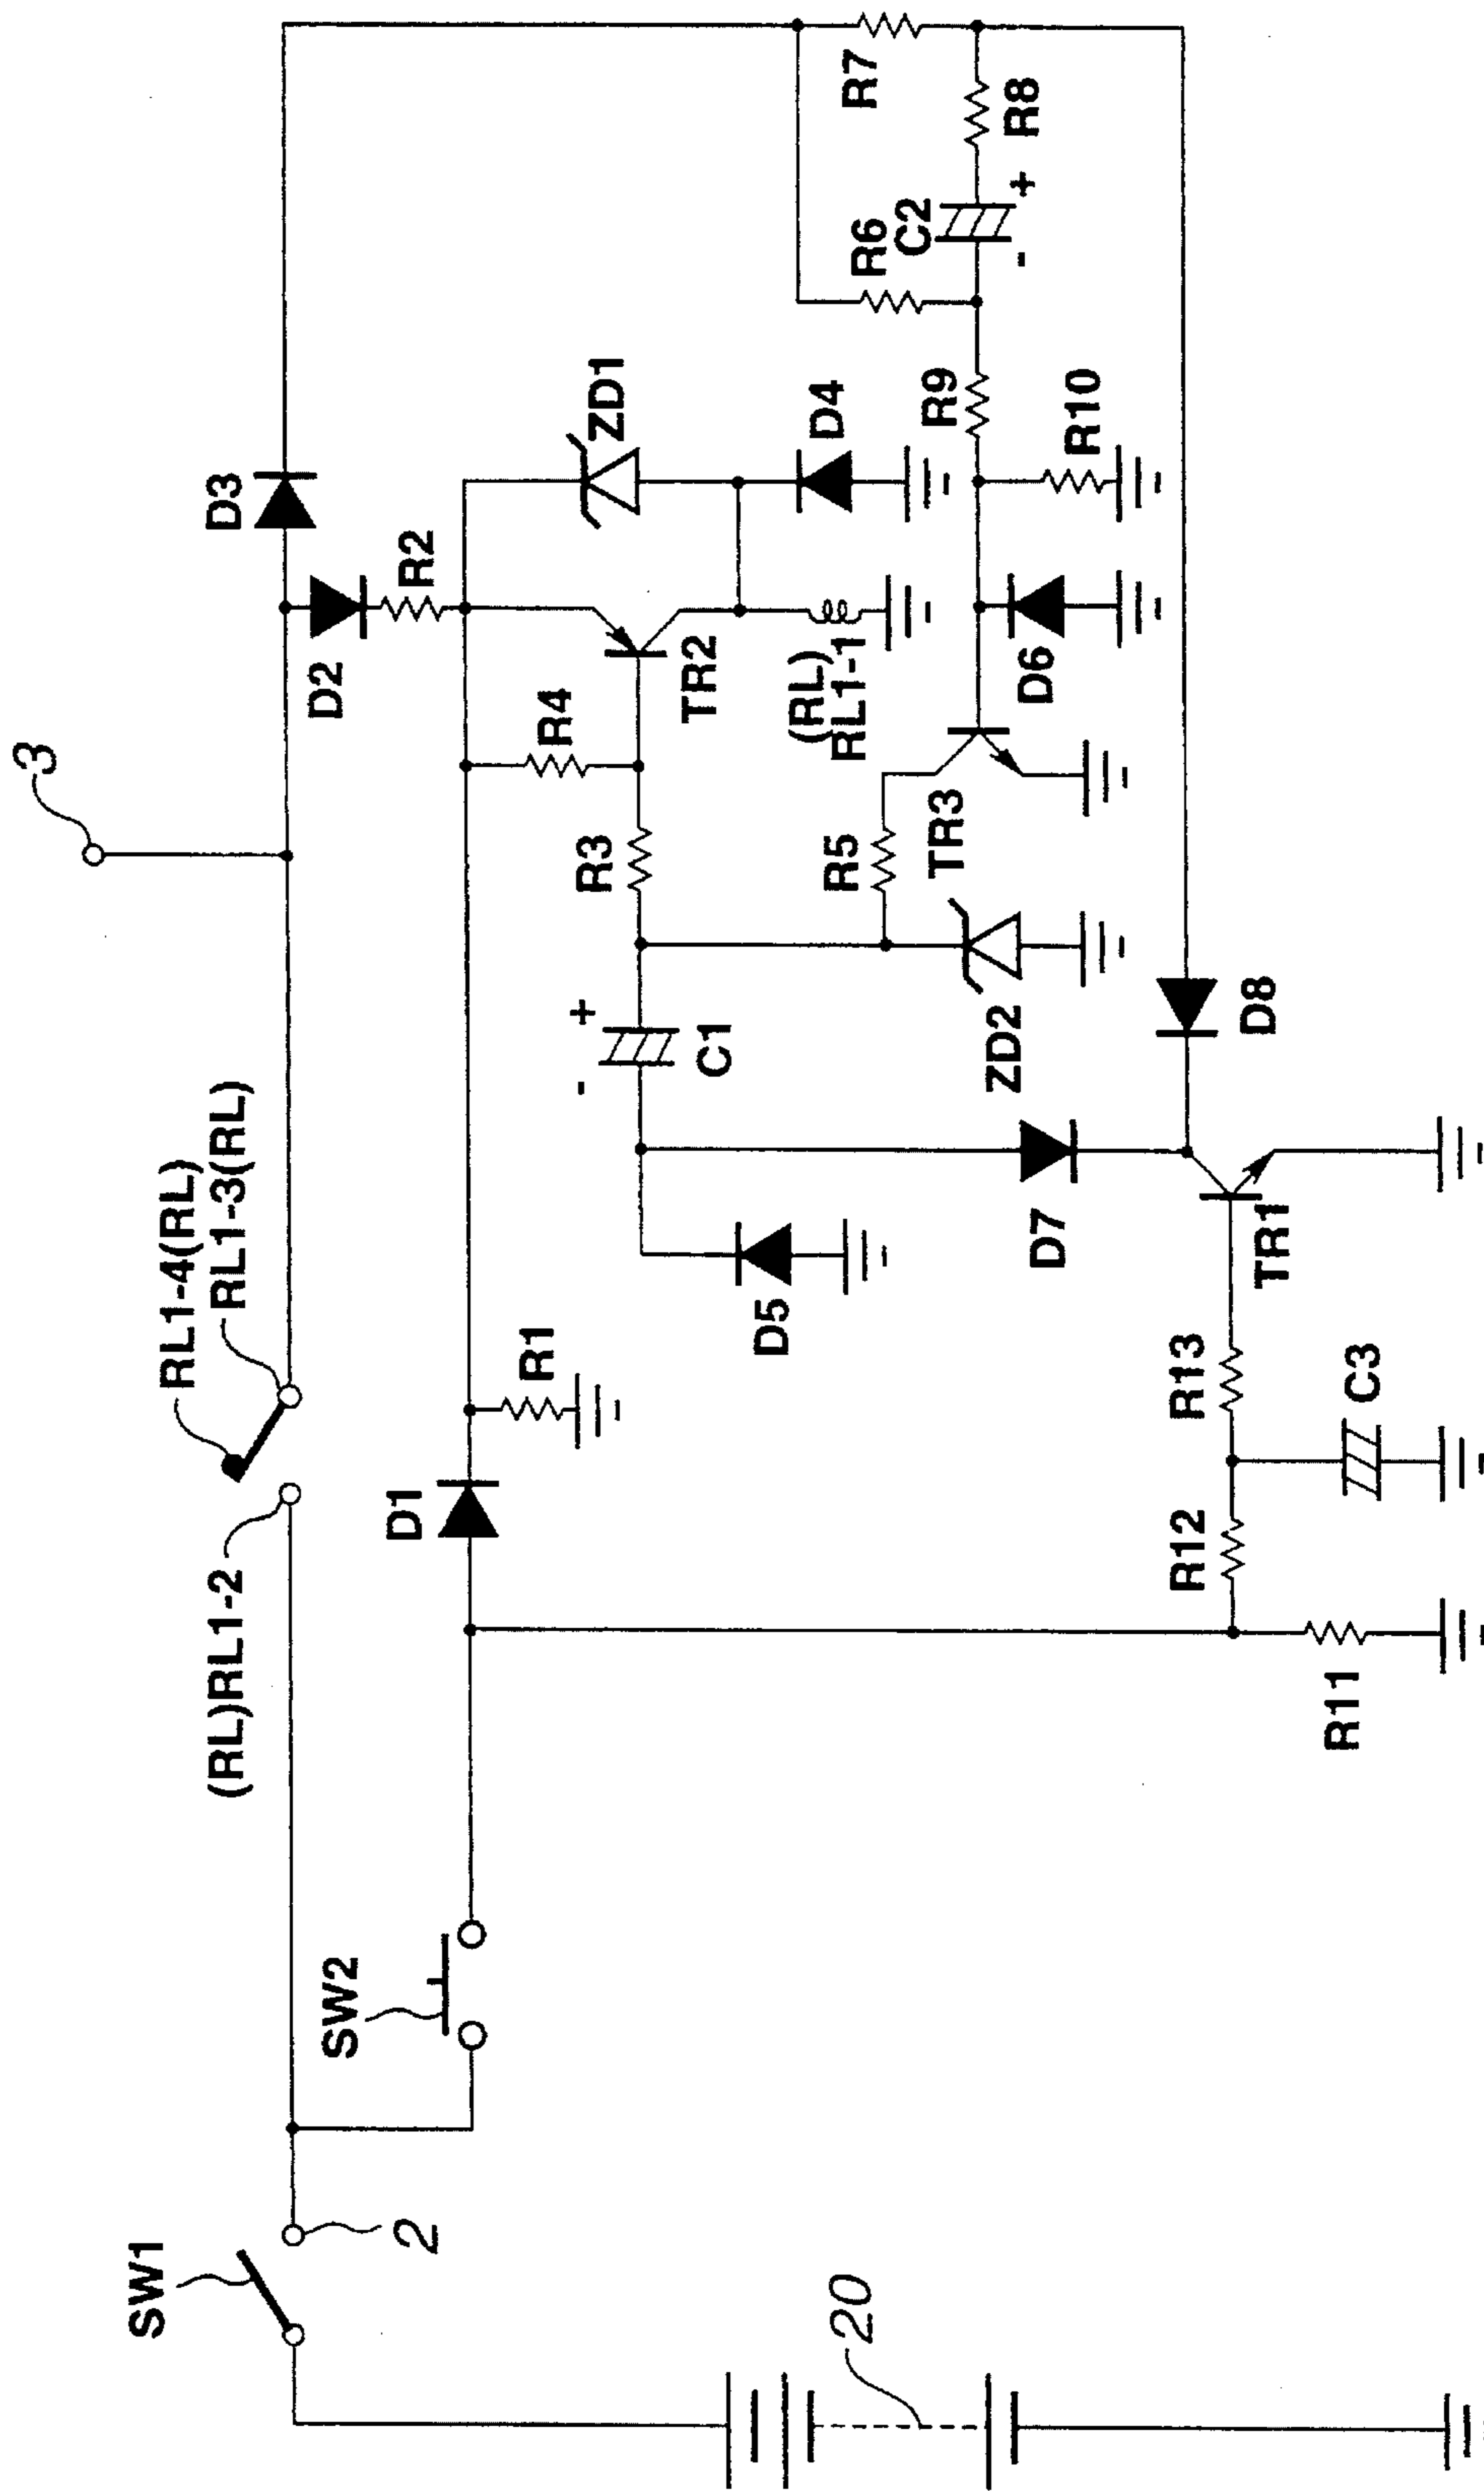 SW1
2
20
SW2
(RL)RL1-2
RL1-4(RL)
RL1-3(RL)
3
D3
D1
R1
D2
R2
R4
R3
ZD1
TR2
(RL)
RL1-1
D4
C1
-
+
D5
D7
ZD2
R5
TR3
D6
R9
R10
R6
C2
-
+
R7
R8
D8
TR1
R13
R12
C3
R11